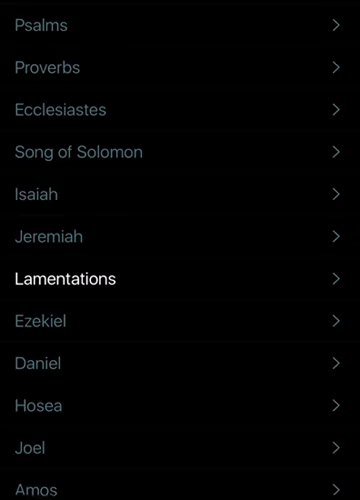 Psalms
Proverbs
Ecclesiastes
Song of Solomon
Isaiah
Jeremiah
Lamentations
Ezekiel
Daniel
Hosea
Joel
Amos